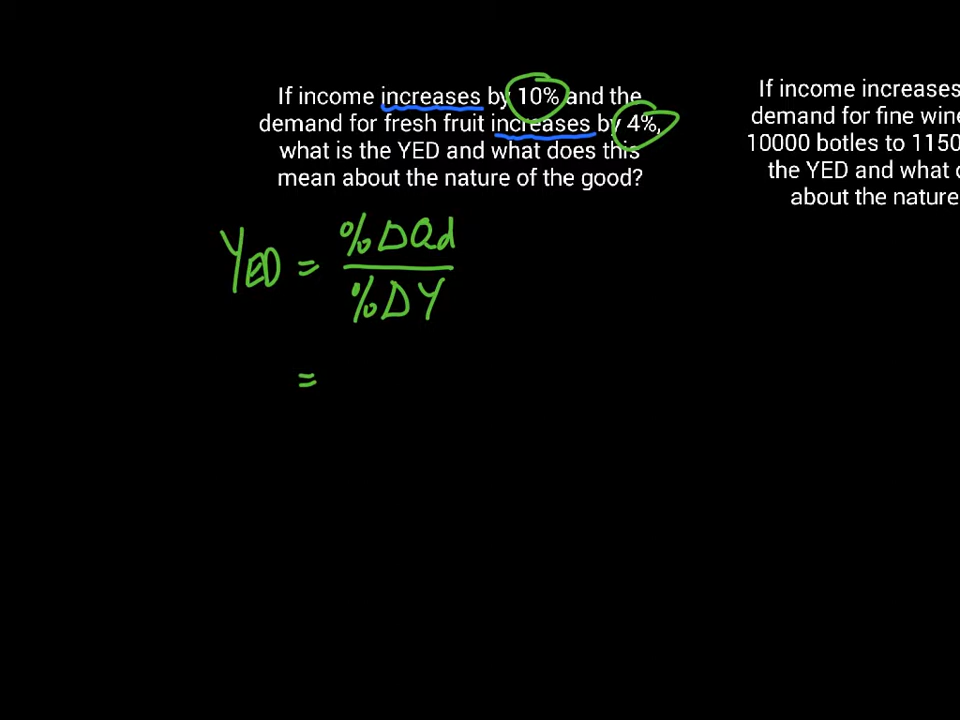 If income increases by 10% and the
demand for fresh fruit increases by 4%,
what is the YED and what does this
mean about the nature of the good?
YED = %ΔQd
%ΔY
=
If income increases
demand for fine wine
10000 botles to 1150
the YED and what
about the nature